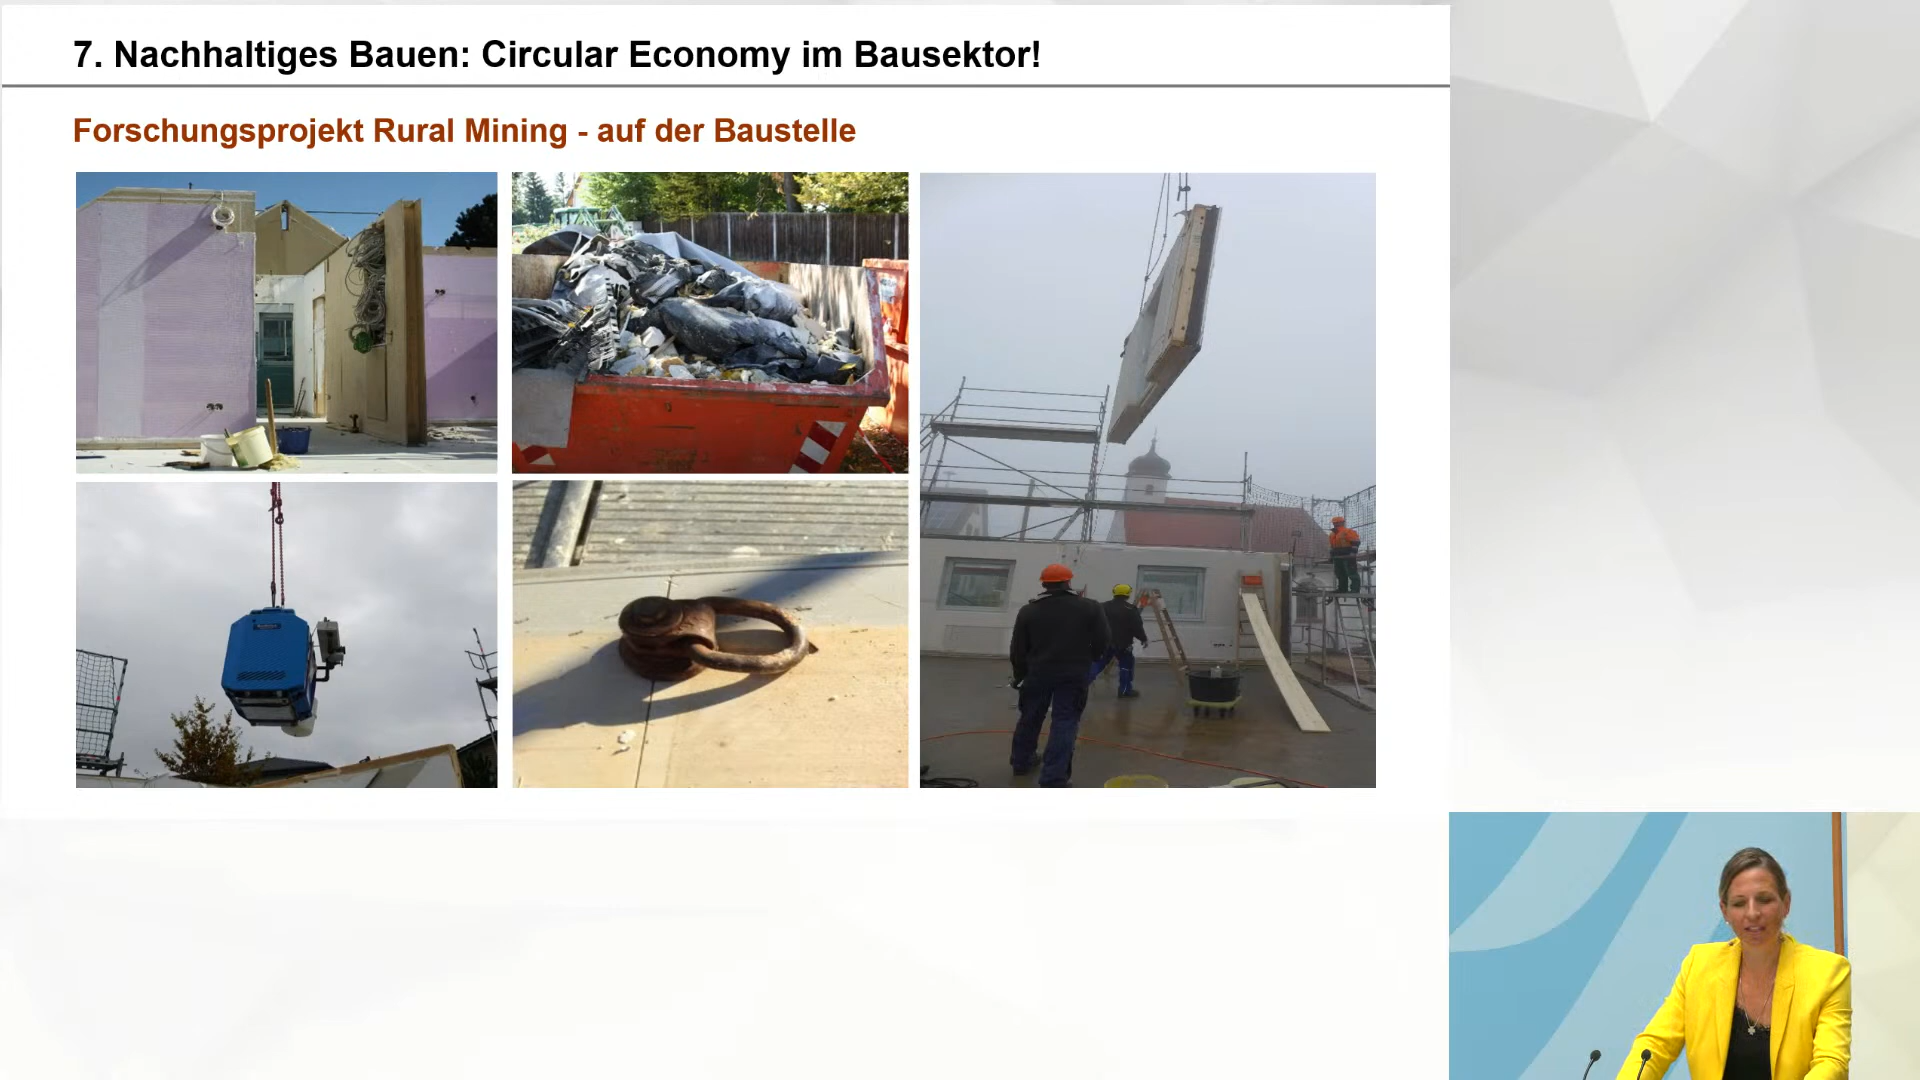 7. Nachhaltiges Bauen: Circular Economy im Bausektor!
Forschungsprojekt Rural Mining - auf der Baustelle